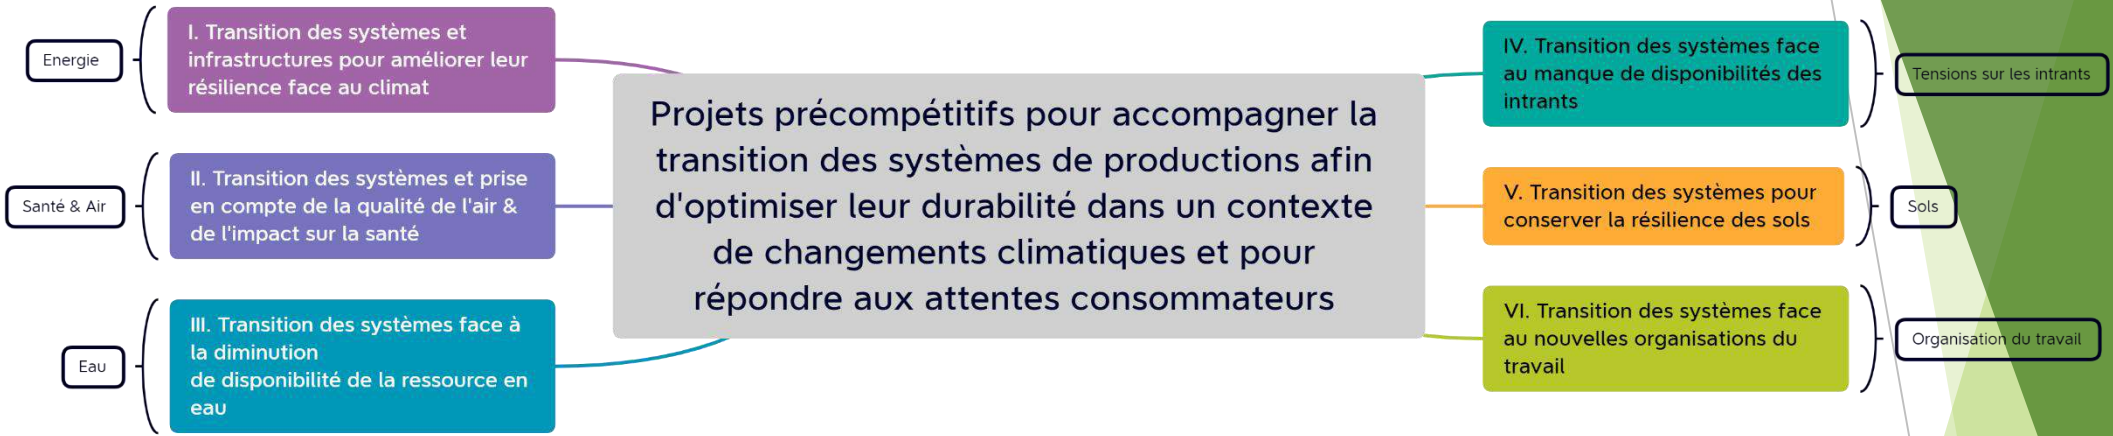 Energie
I. Transition des systèmes et
infrastructures pour améliorer leur
résilience face au climat
Santé & Air
II. Transition des systèmes et prise
en compte de la qualité de l'air &
de l'impact sur la santé
Eau
III. Transition des systèmes face à
la diminution
de disponibilité de la ressource en
eau
Projets précompétitifs pour accompagner la
transition des systèmes de productions afin
d'optimiser leur durabilité dans un contexte
de changements climatiques et pour
répondre aux attentes consommateurs
IV. Transition des systèmes face
au manque de disponibilités des
intrants
Tensions sur les intrants
V. Transition des systèmes pour
conserver la résilience des sols
Sols
VI. Transition des systèmes face
au nouvelles organisations du
travail
Organisation du travail